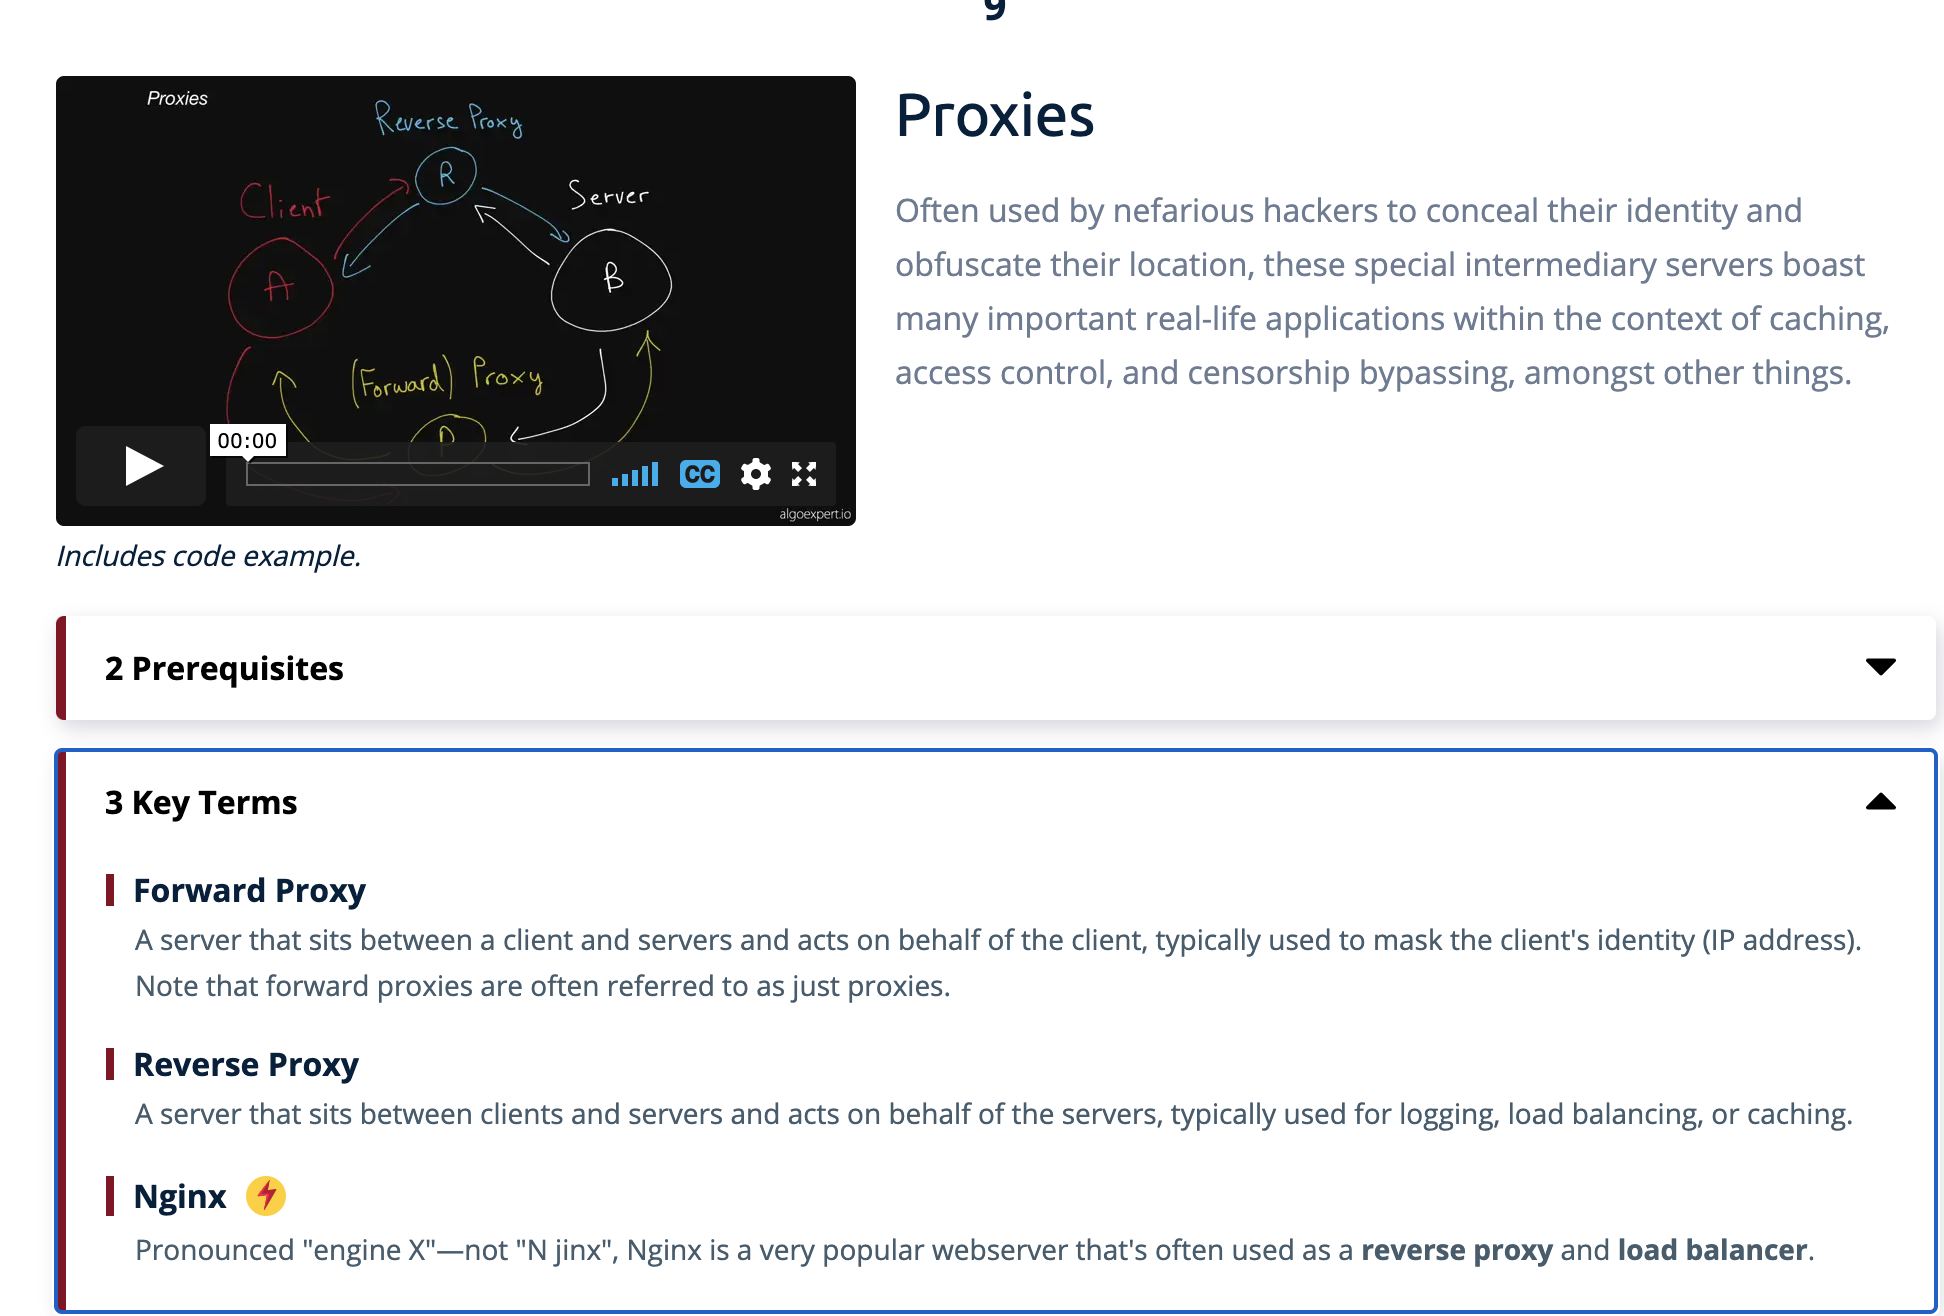 Proxies
Reverse Proxy
R
Client
Server
A
B
(Forward) Proxy
P
00:00
CC
algoexpert.io
Includes code example.
Proxies
Often used by nefarious hackers to conceal their identity and
obfuscate their location, these special intermediary servers boast
many important real-life applications within the context of caching,
access control, and censorship bypassing, amongst other things.
2 Prerequisites
3 Key Terms
Forward Proxy
A server that sits between a client and servers and acts on behalf of the client, typically used to mask the client's identity (IP address).
Note that forward proxies are often referred to as just proxies.
Reverse Proxy
A server that sits between clients and servers and acts on behalf of the servers, typically used for logging, load balancing, or caching.
Nginx
Pronounced "engine X"—not "N jinx", Nginx is a very popular webserver that's often used as a reverse proxy and load balancer.